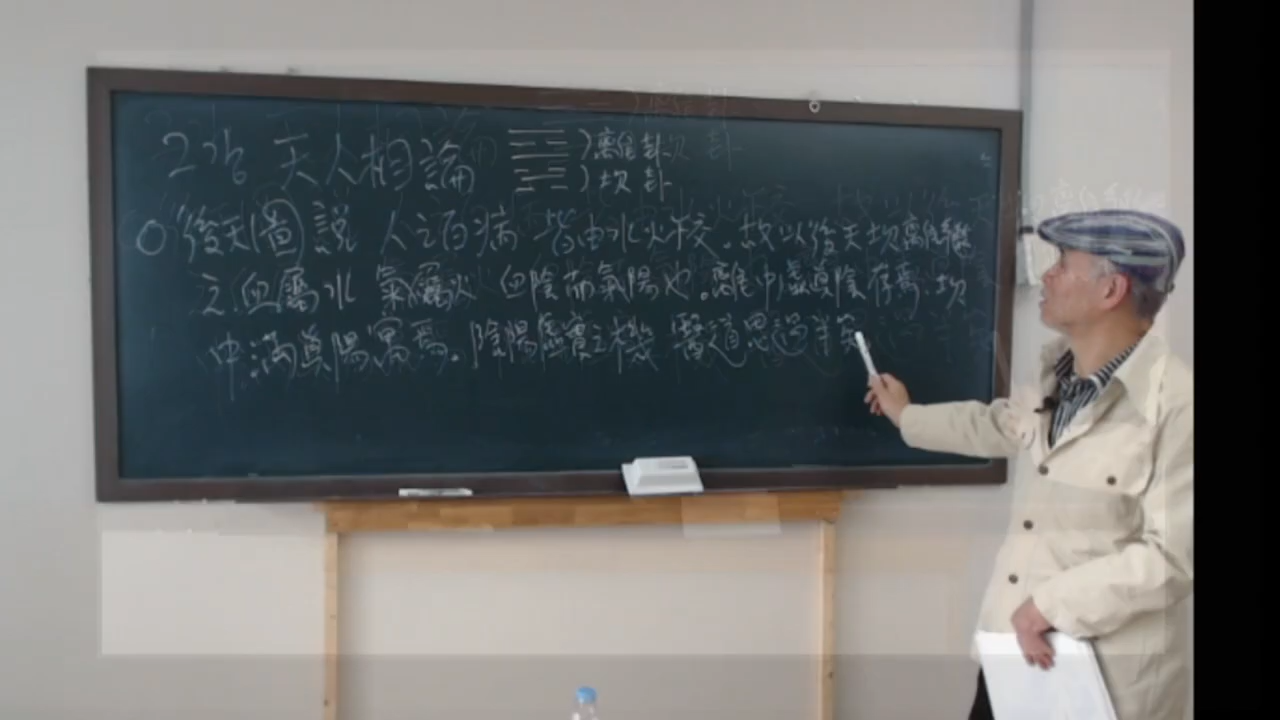 2강 天人相論 離卦
坎卦
○ 後天(圖)說 人之百病 皆由水火不交. 故以後天坎離繼
之. 血屬水 氣屬火 血陰而氣陽也. 離中虛眞陰存焉. 坎
中滿眞陽寓焉. 陰陽虛實之機 醫道思過半矣